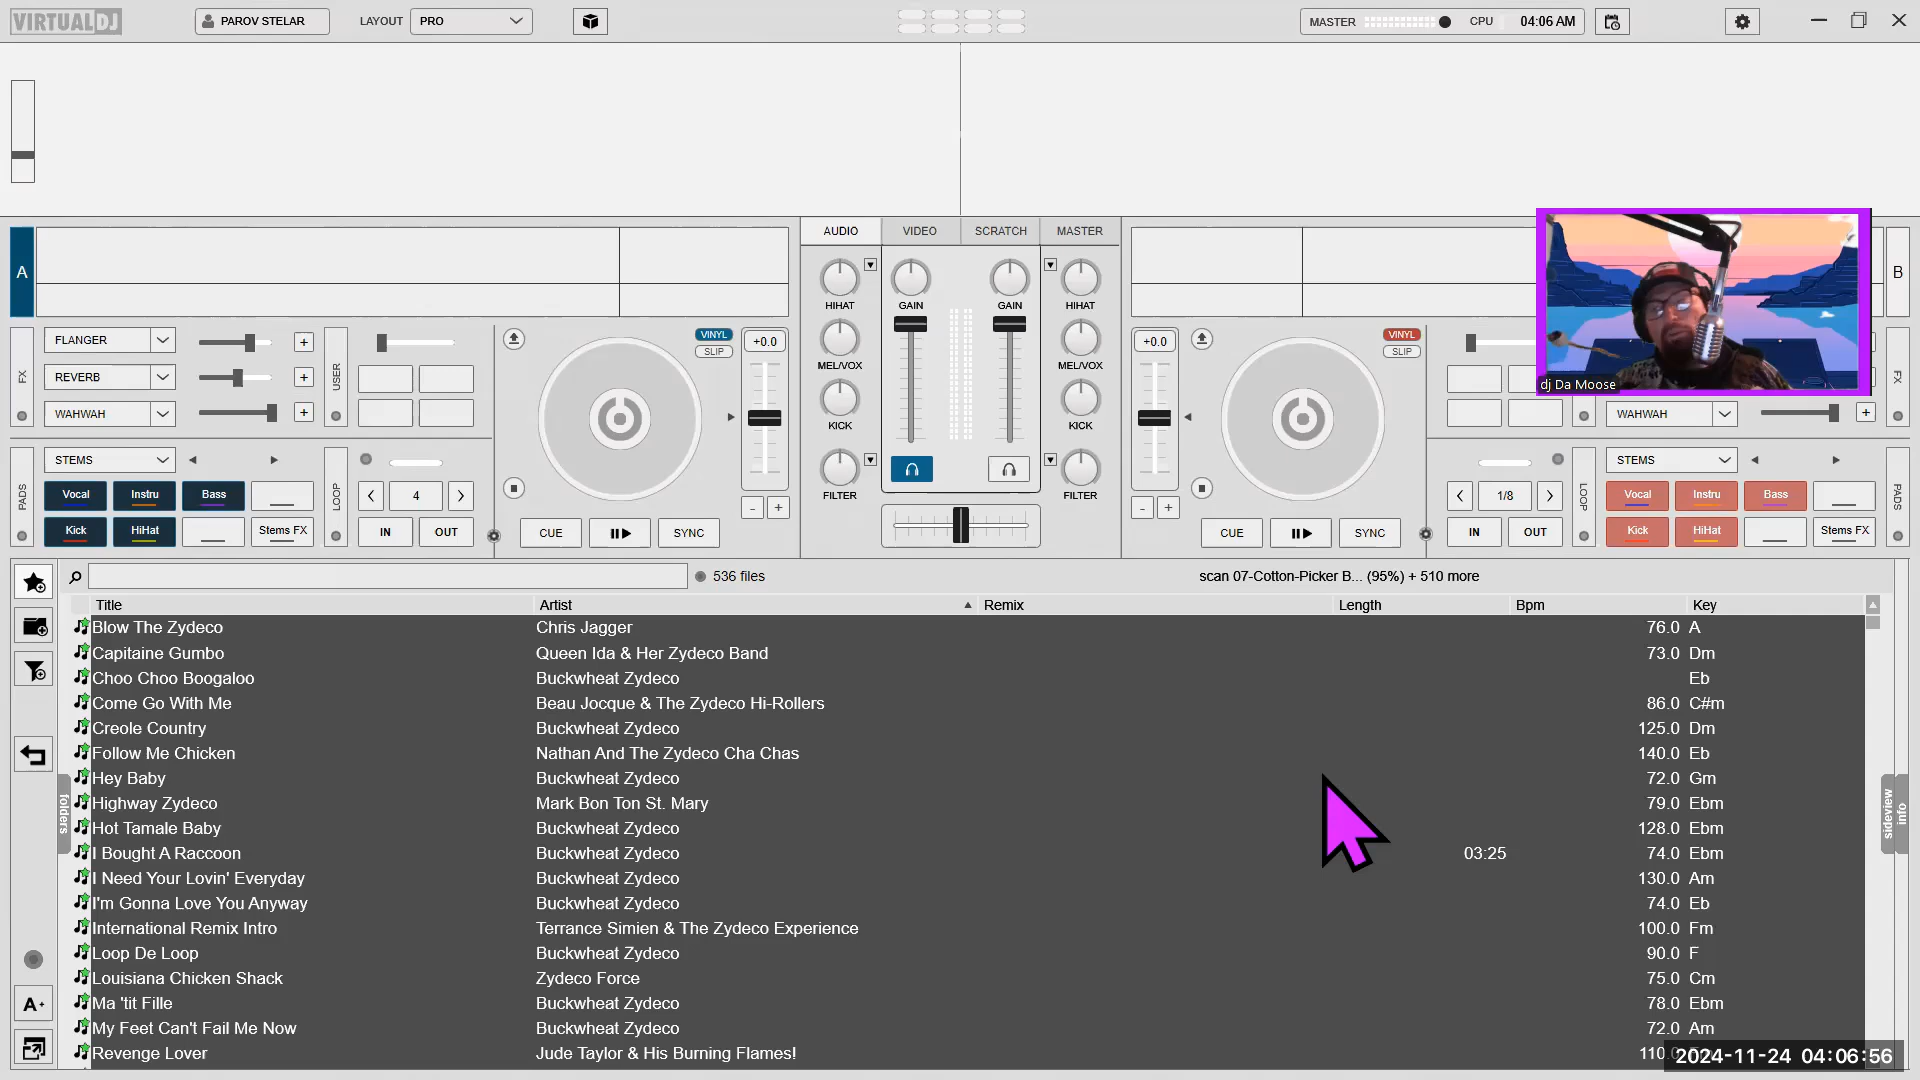 VIRTUALDJ PAROV STELAR LAYOUT PRO MASTER CPU 04:06 AM
A AUDIO VIDEO SCRATCH MASTER B
HIHAT GAIN GAIN HIHAT
FLANGER + VINYL +0.0 +0.0 VINYL
SLIP SLIP
FX REVERB + USER MEL/VOX MEL/VOX FX
dj Da Moose
WAHWAH + KICK KICK WAHWAH +
STEMS STEMS
PADS Vocal Instru Bass LOOP 4 FILTER FILTER 1/8 LOOP Vocal Instru Bass PADS
- + - +
Kick HiHat Stems FX IN OUT CUE SYNC CUE SYNC IN OUT Kick HiHat Stems FX
536 files scan 07-Cotton-Picker B... (95%) + 510 more
Title Artist Remix Length Bpm Key
Blow The Zydeco Chris Jagger 76.0 A
Capitaine Gumbo Queen Ida & Her Zydeco Band 73.0 Dm
Choo Choo Boogaloo Buckwheat Zydeco Eb
Come Go With Me Beau Jocque & The Zydeco Hi-Rollers 86.0 C#m
Creole Country Buckwheat Zydeco 125.0 Dm
Follow Me Chicken Nathan And The Zydeco Cha Chas 140.0 Eb
Hey Baby Buckwheat Zydeco 72.0 Gm
folders Highway Zydeco Mark Bon Ton St. Mary 79.0 Ebm sideview info
Hot Tamale Baby Buckwheat Zydeco 128.0 Ebm
I Bought A Raccoon Buckwheat Zydeco 03:25 74.0 Ebm
I Need Your Lovin' Everyday Buckwheat Zydeco 130.0 Am
I'm Gonna Love You Anyway Buckwheat Zydeco 74.0 Eb
International Remix Intro Terrance Simien & The Zydeco Experience 100.0 Fm
Loop De Loop Buckwheat Zydeco 90.0 F
Louisiana Chicken Shack Zydeco Force 75.0 Cm
A+ Ma 'tit Fille Buckwheat Zydeco 78.0 Ebm
My Feet Can't Fail Me Now Buckwheat Zydeco 72.0 Am
Revenge Lover Jude Taylor & His Burning Flames! 110.
2024-11-24 04:06:56